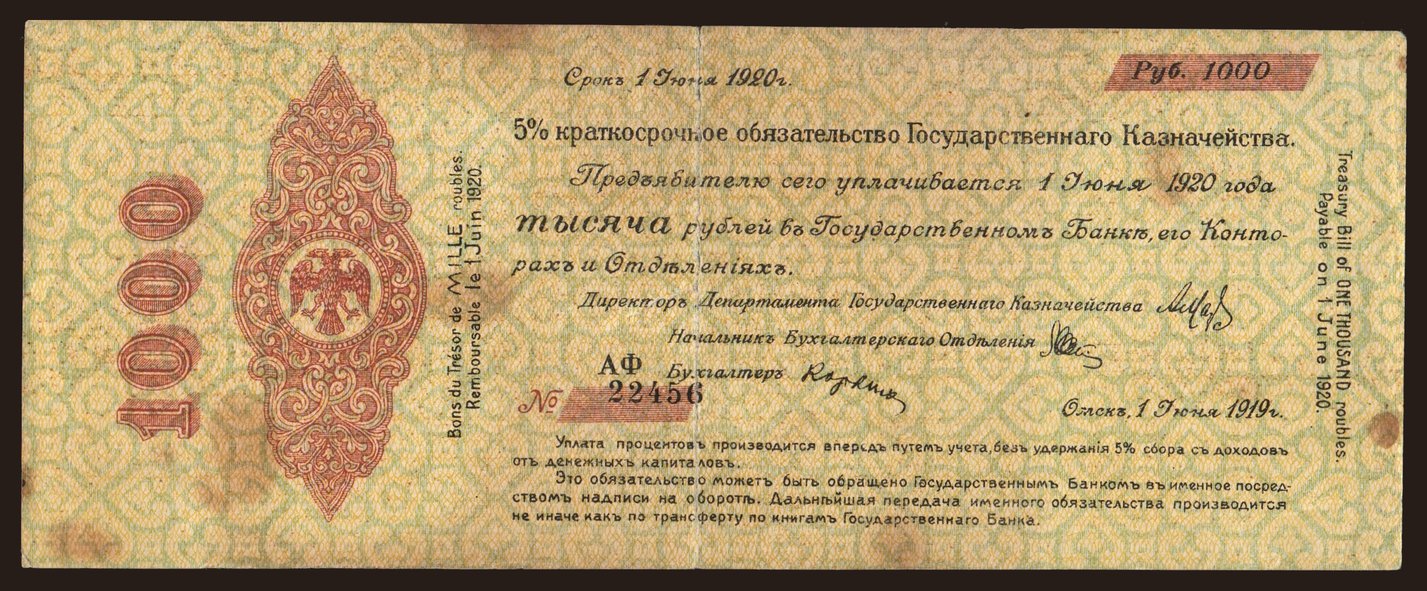 1000
Bons du Trésor de MILLE roubles.
Remboursable le 1 Juin 1920.
Срокъ 1 Іюня 1920г.
Руб. 1000
5% краткосрочное обязательство Государственнаго Казначейства.
Предъявителю сего уплачивается 1 Іюня 1920 года
тысяча рублей въ Государственномъ Банкѣ, его Конто-
рахъ и Отдѣленіяхъ.
Директоръ Департамента Государственнаго Казначейства
Начальникъ Бухгалтерскаго Отдѣленія
АФ Бухгалтеръ
№ 22456
Омскъ, 1 Іюня 1919г.
Уплата процентовъ производится впередъ путемъ учета, безъ удержанія 5% сбора съ доходовъ
отъ денежныхъ капиталовъ.
Это обязательство можетъ быть обращено Государственнымъ Банкомъ въ именное посред-
ствомъ надписи на оборотѣ. Дальнѣйшая передача именного обязательства производится
не иначе какъ по трансферту по книгамъ Государственнаго Банка.
Treasury Bill of ONE THOUSAND roubles.
Payable on 1 June 1920.